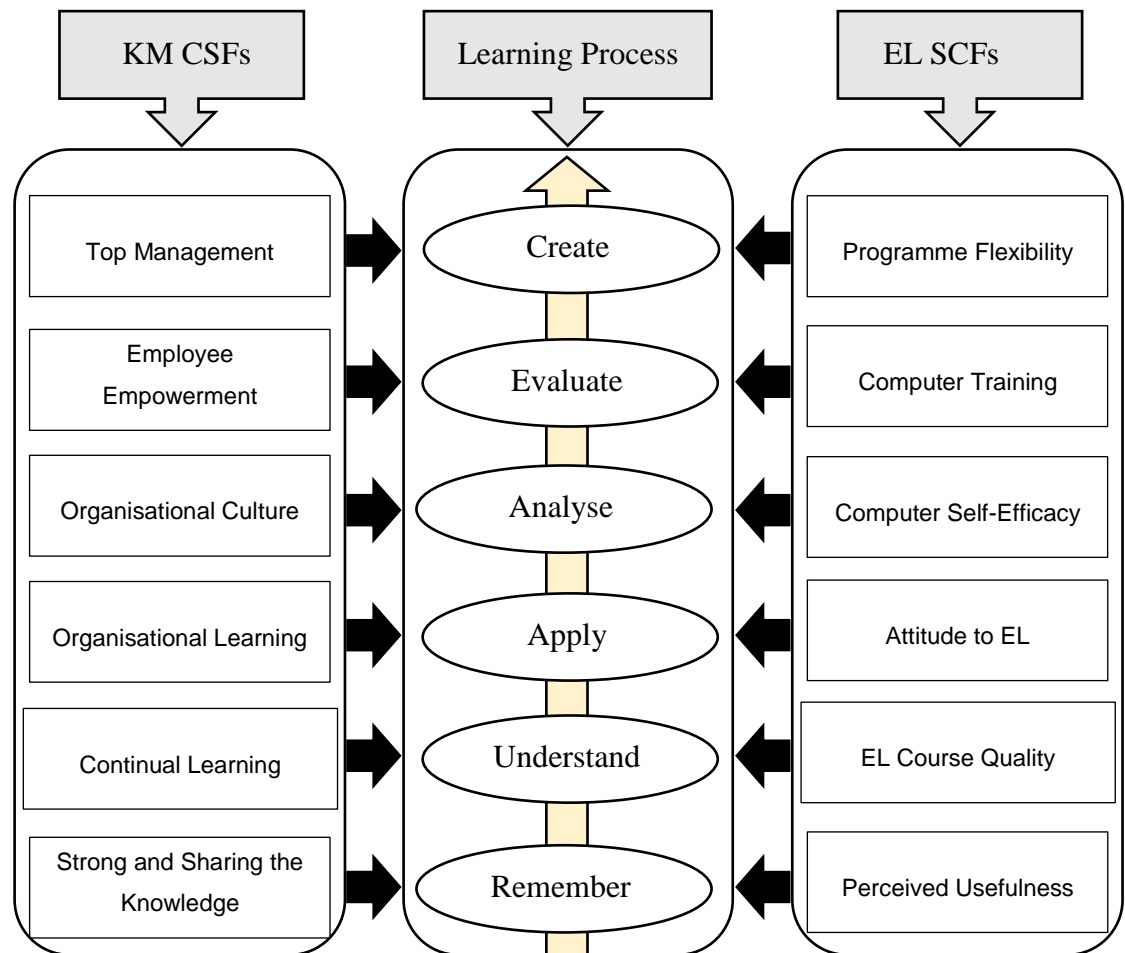 KM CSFs
Learning Process
EL SCFs
Top Management
Create
Programme Flexibility
Employee
Empowerment
Evaluate
Computer Training
Organisational Culture
Analyse
Computer Self-Efficacy
Organisational Learning
Apply
Attitude to EL
Continual Learning
Understand
EL Course Quality
Strong and Sharing the
Knowledge
Remember
Perceived Usefulness